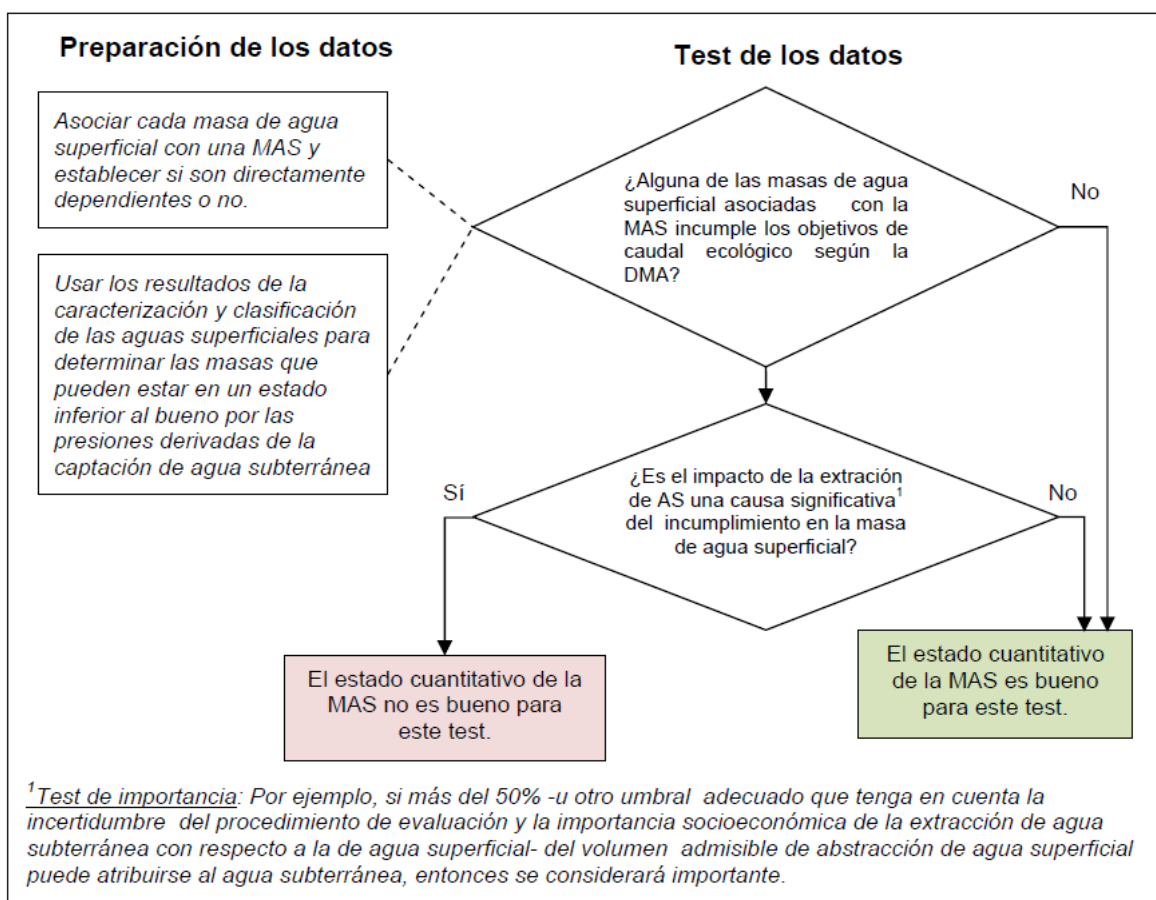 Preparación de los datos
Asociar cada masa de agua
superficial con una MAS y
establecer si son directamente
dependientes o no.
Usar los resultados de la
caracterización y clasificación
de las aguas superficiales para
determinar las masas que
pueden estar en un estado
inferior al bueno por las
presiones derivadas de la
captación de agua subterránea
Test de los datos
¿Alguna de las masas de agua
superficial asociadas con la
MAS incumple los objetivos de
caudal ecológico según la
DMA?
No
¿Es el impacto de la extración
de AS una causa significativa¹
del incumplimiento en la masa
de agua superficial?
Sí
No
El estado cuantitativo de la
MAS no es bueno para
este test.
El estado cuantitativo
de la MAS es bueno
para este test.
¹Test de importancia: Por ejemplo, si más del 50% -u otro umbral adecuado que tenga en cuenta la
incertidumbre del procedimiento de evaluación y la importancia socioeconómica de la extracción de agua
subterránea con respecto a la de agua superficial- del volumen admisible de abstracción de agua superficial
puede atribuirse al agua subterránea, entonces se considerará importante.